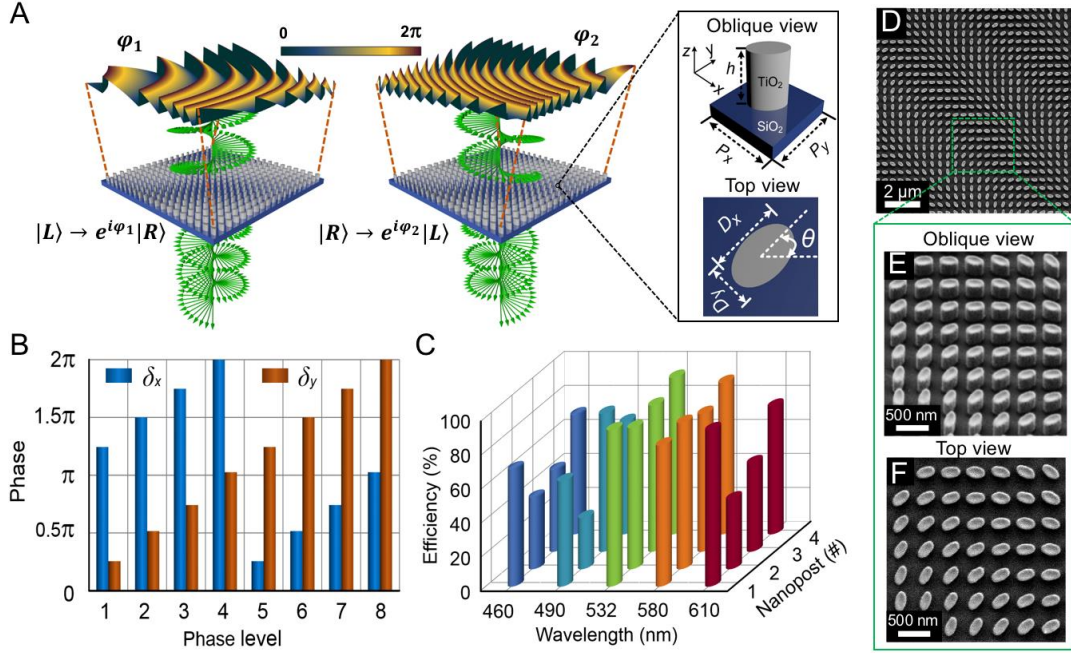 A
φ1
0
2π
φ2
|L⟩ → e^{iφ1}|R⟩
|R⟩ → e^{iφ2}|L⟩
Oblique view
z
y
x
h
TiO2
SiO2
Px
Py
Top view
Dx
Dy
θ
B
Phase
2π
1.5π
π
0.5π
0
δx
δy
1 2 3 4 5 6 7 8
Phase level
C
Efficiency (%)
100
80
60
40
20
0
460 490 532 580 610
Wavelength (nm)
1 2 3 4
Nanopost (#)
D
2 μm
Oblique view
E
500 nm
Top view
F
500 nm